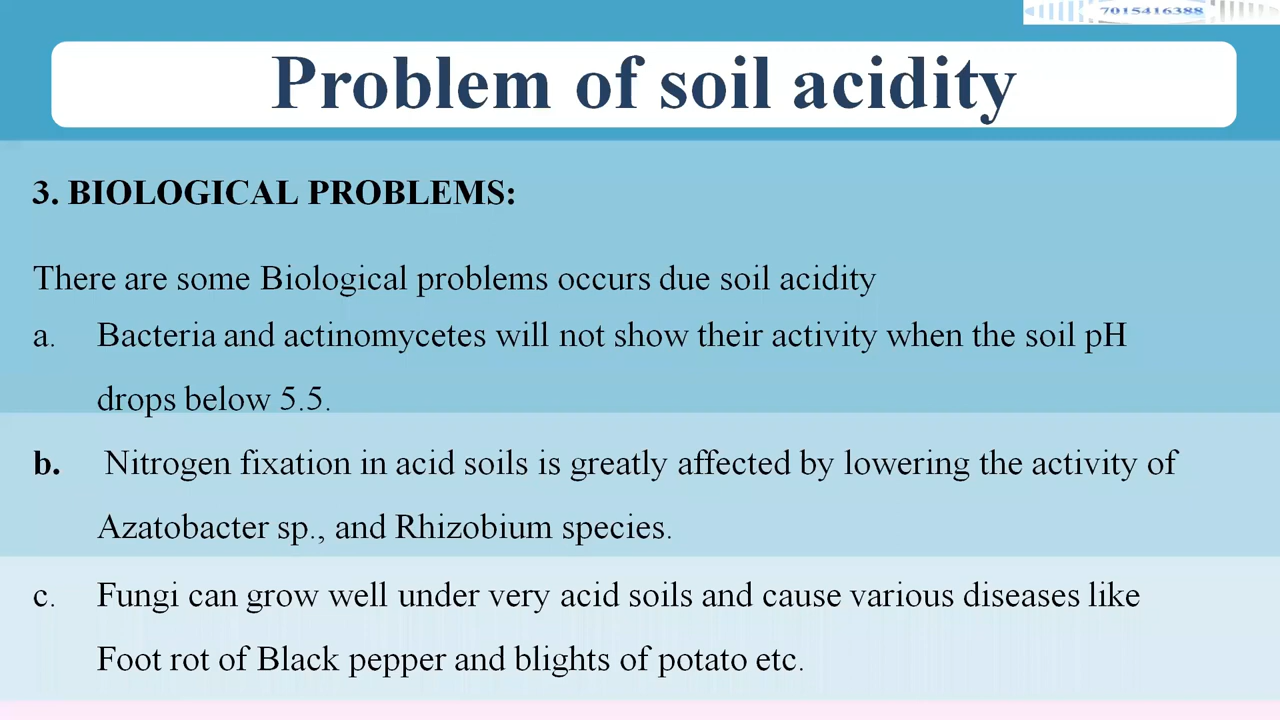 7015416388
Problem of soil acidity
3. BIOLOGICAL PROBLEMS:
There are some Biological problems occurs due soil acidity
a. Bacteria and actinomycetes will not show their activity when the soil pH
drops below 5.5.
b. Nitrogen fixation in acid soils is greatly affected by lowering the activity of
Azatobacter sp., and Rhizobium species.
c. Fungi can grow well under very acid soils and cause various diseases like
Foot rot of Black pepper and blights of potato etc.